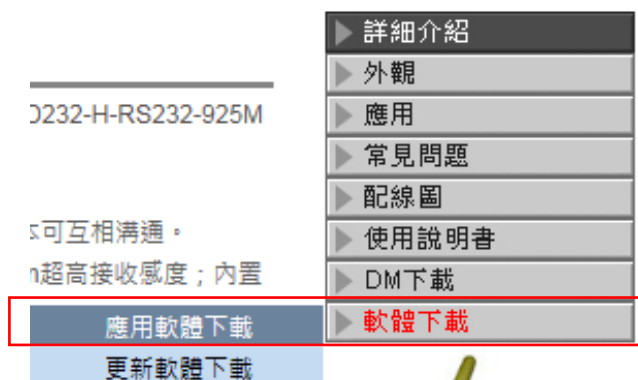 詳細介紹
外觀
232-H-RS232-925M
應用
常見問題
配線圖
可互相溝通。
使用說明書
超高接收感度；內置
DM下載
應用軟體下載
軟體下載
更新軟體下載